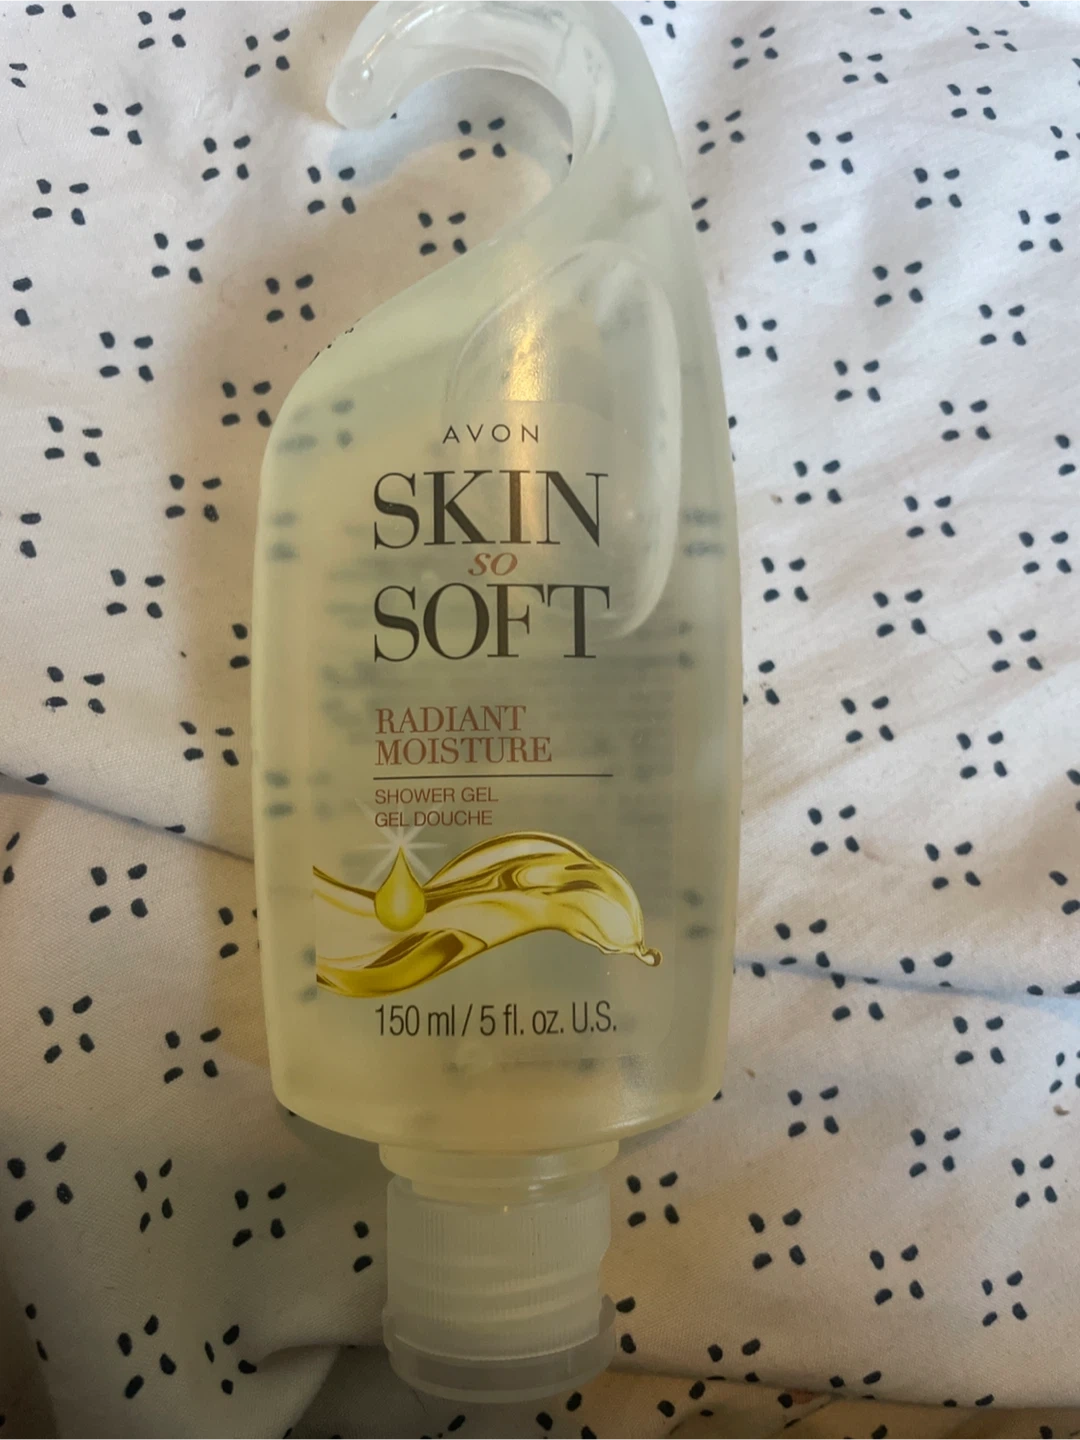 AVON
SKIN
so
SOFT
RADIANT
MOISTURE
SHOWER GEL
GEL DOUCHE
150 ml / 5 fl. oz. U.S.